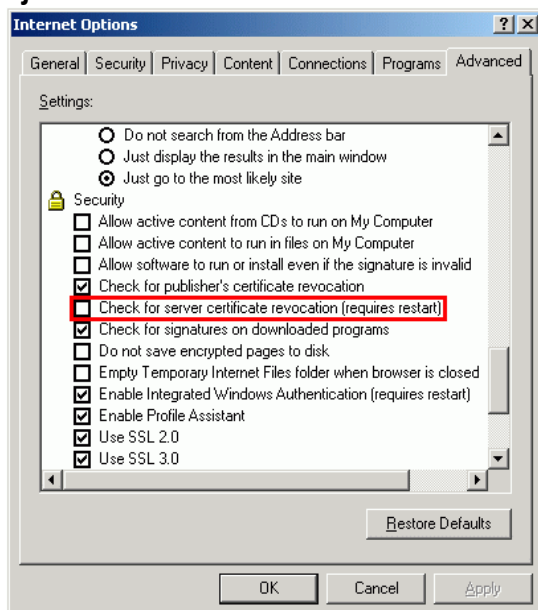 Internet Options
General Security Privacy Content Connections Programs Advanced
Settings:
Do not search from the Address bar
Just display the results in the main window
Just go to the most likely site
Security
Allow active content from CDs to run on My Computer
Allow active content to run in files on My Computer
Allow software to run or install even if the signature is invalid
Check for publisher's certificate revocation
Check for server certificate revocation (requires restart)
Check for signatures on downloaded programs
Do not save encrypted pages to disk
Empty Temporary Internet Files folder when browser is closed
Enable Integrated Windows Authentication (requires restart)
Enable Profile Assistant
Use SSL 2.0
Use SSL 3.0
Restore Defaults
OK Cancel Apply